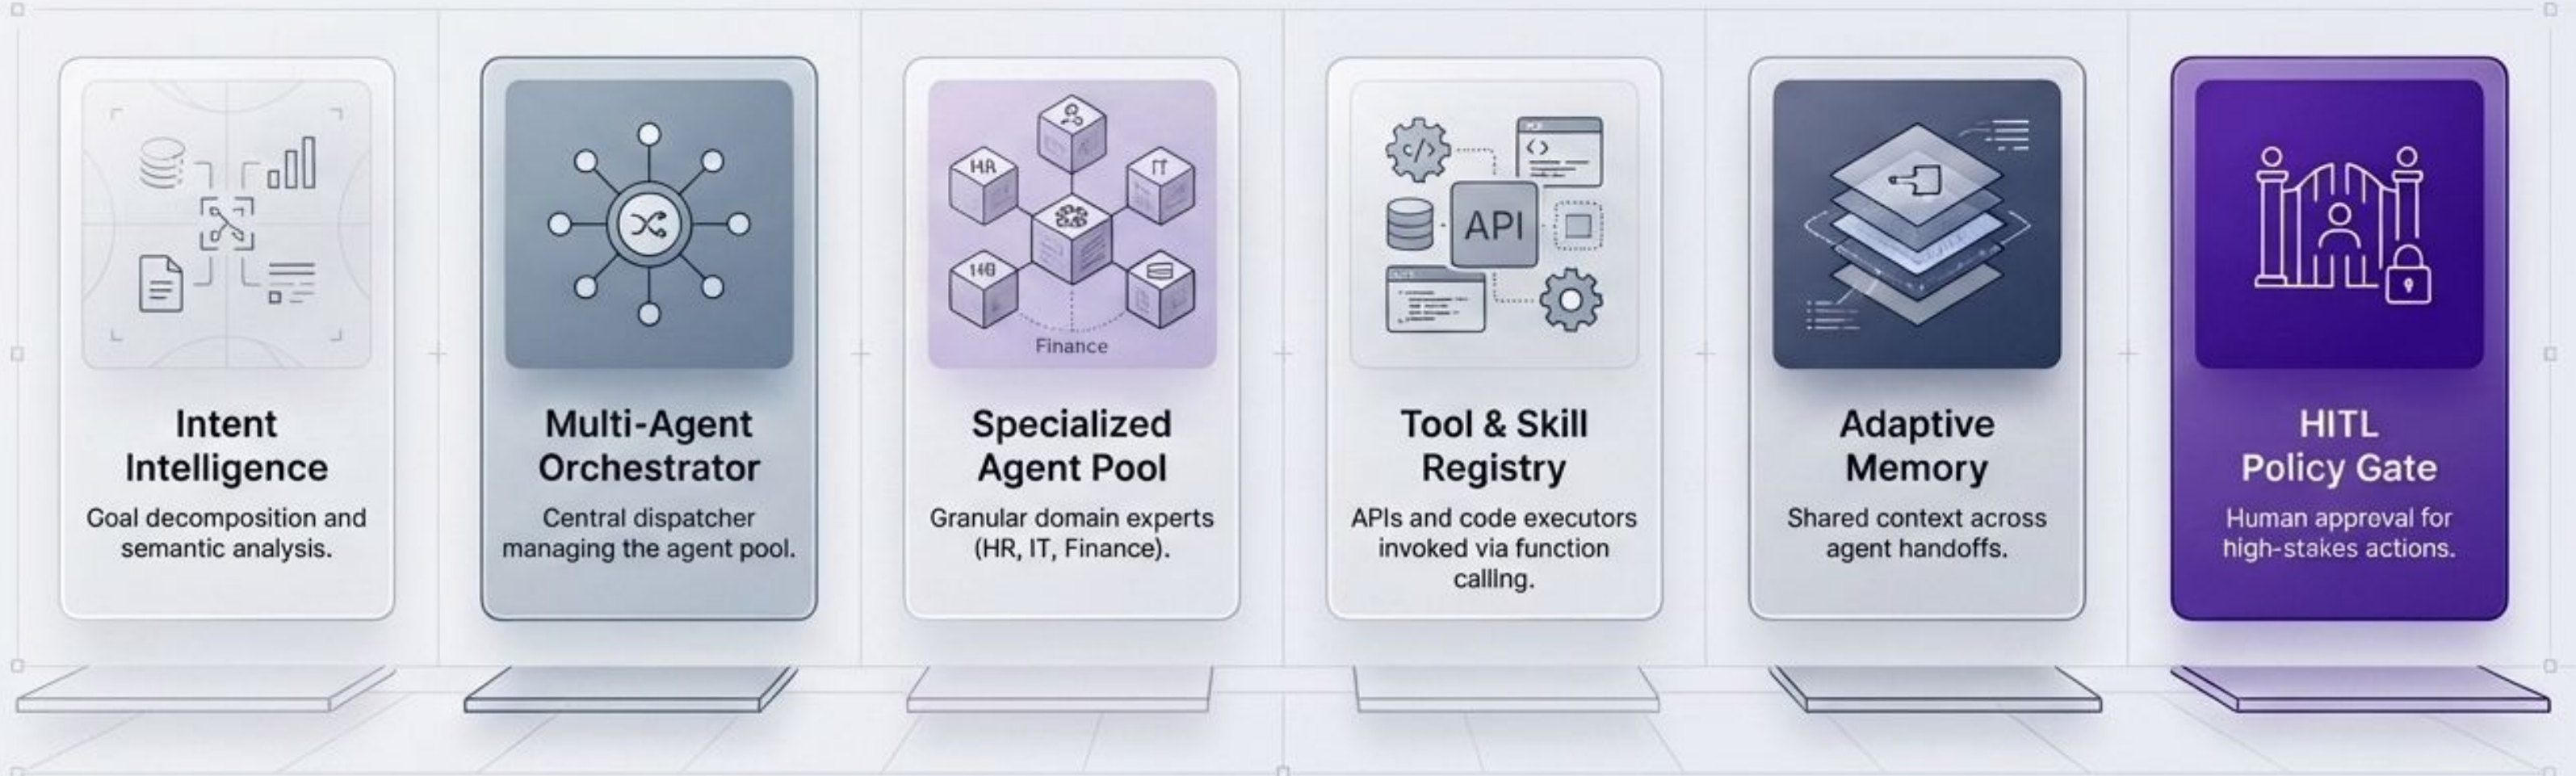 Intent
Intelligence
Goal decomposition and
semantic analysis.
Multi-Agent
Orchestrator
Central dispatcher
managing the agent pool.
HR
IT
Finance
Specialized
Agent Pool
Granular domain experts
(HR, IT, Finance).
</>
<>
API
Tool & Skill
Registry
APIs and code executors
invoked via function
calling.
Adaptive
Memory
Shared context across
agent handoffs.
HITL
Policy Gate
Human approval for
high-stakes actions.